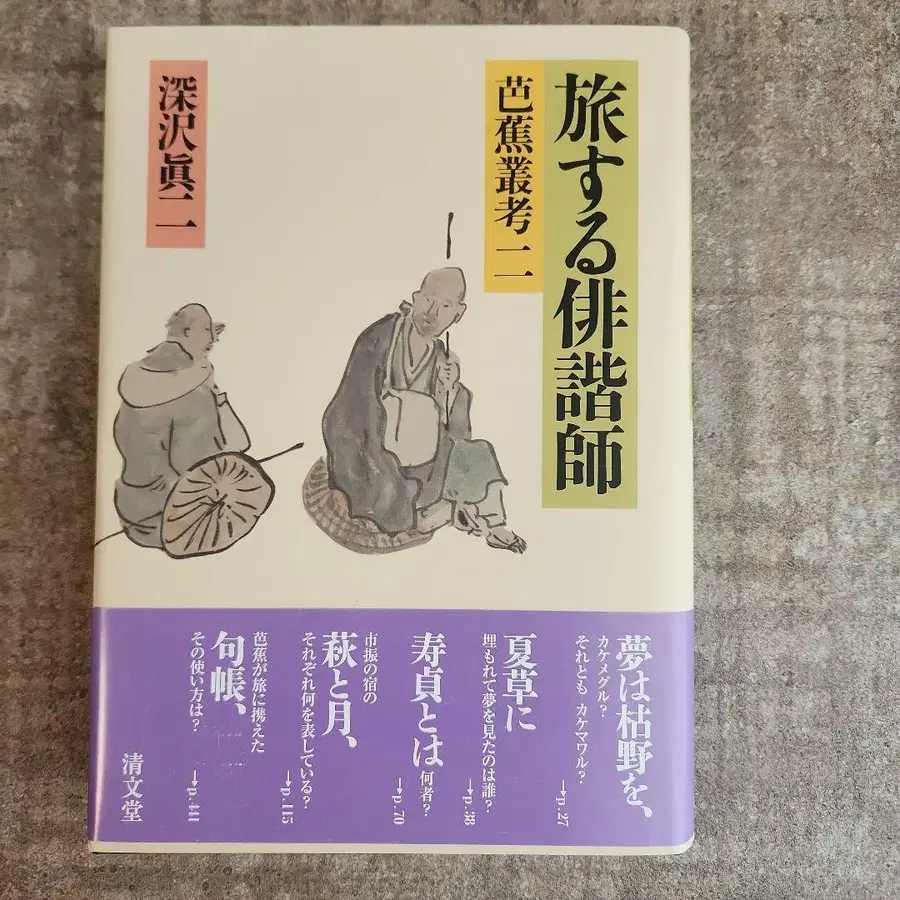 旅する俳諧師
芭蕉叢考 二
深沢眞二
夢は枯野を、
カケメグル?
それとも カケマワル?
→p.27
夏草に
埋もれて夢を見たのは誰?
→p.38
寿貞とは 何者?
→p.70
市振の宿の
萩と月、
それぞれ何を表している?
→p.115
芭蕉が旅に携えた
句帳、
その使い方は?
→p.441
清文堂